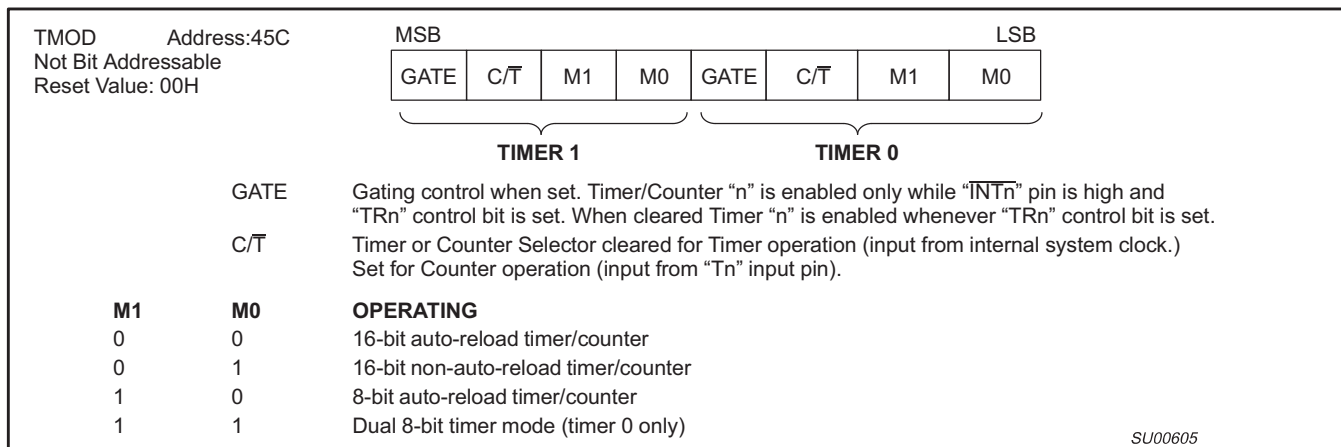 TMOD Address:45C
Not Bit Addressable
Reset Value: 00H
MSB LSB
GATE C/T̅ M1 M0 GATE C/T̅ M1 M0
TIMER 1 TIMER 0
GATE Gating control when set. Timer/Counter “n” is enabled only while “I̅N̅T̅n̅” pin is high and
“TRn” control bit is set. When cleared Timer “n” is enabled whenever “TRn” control bit is set.
C/T̅ Timer or Counter Selector cleared for Timer operation (input from internal system clock.)
Set for Counter operation (input from “Tn” input pin).
M1 M0 OPERATING
0 0 16-bit auto-reload timer/counter
0 1 16-bit non-auto-reload timer/counter
1 0 8-bit auto-reload timer/counter
1 1 Dual 8-bit timer mode (timer 0 only)
SU00605